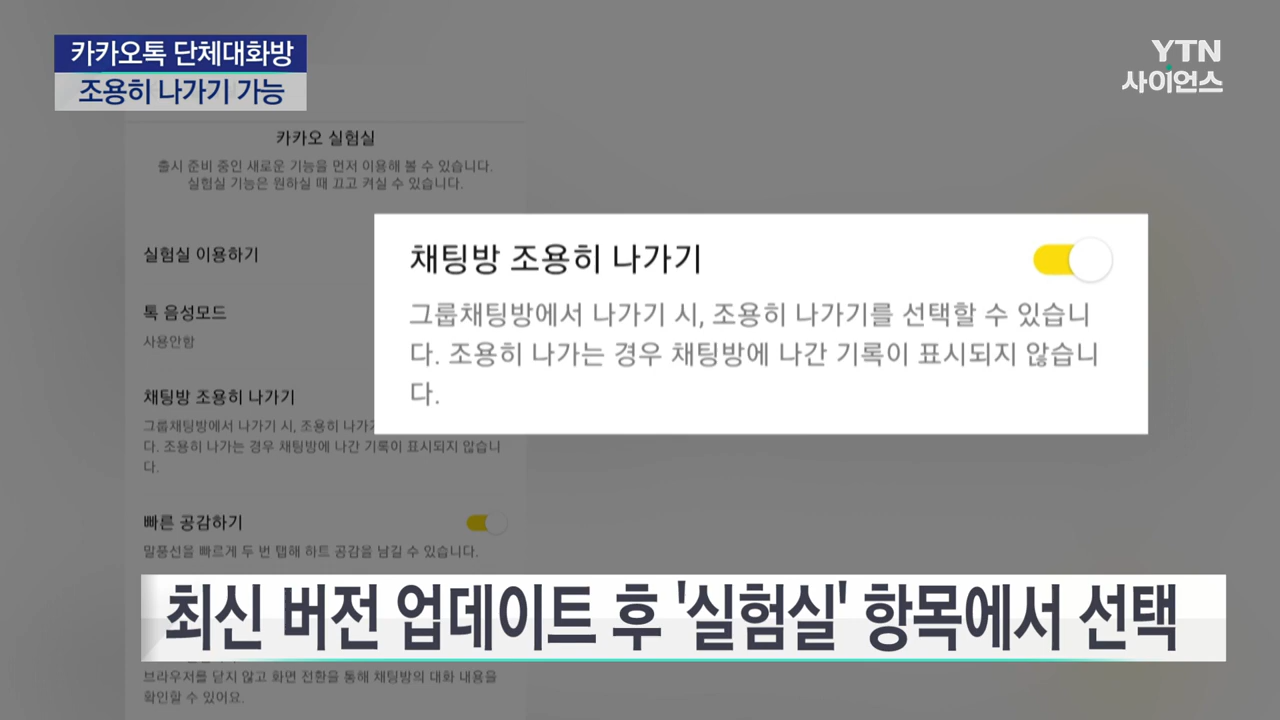 카카오톡 단체대화방
조용히 나가기 가능
YTN
사이언스
카카오 실험실
출시 준비 중인 새로운 기능을 먼저 이용해 볼 수 있습니다.
실험실 기능은 원하실 때 끄고 켜실 수 있습니다.
실험실 이용하기
톡 음성모드
사용안함
채팅방 조용히 나가기
그룹채팅방에서 나가기 시, 조용히 나가기를 선택할 수 있습니
다. 조용히 나가는 경우 채팅방에 나간 기록이 표시되지 않습니
다.
채팅방 조용히 나가기
그룹채팅방에서 나가기 시, 조용히 나가
다. 조용히 나가는 경우 채팅방에 나간 기록이 표시되지 않습니
다.
빠른 공감하기
말풍선을 빠르게 두 번 탭해 하트 공감을 남길 수 있습니다.
최신 버전 업데이트 후 '실험실' 항목에서 선택
브라우저를 닫지 않고 화면 전환을 통해 채팅방의 대화 내용을
확인할 수 있어요.